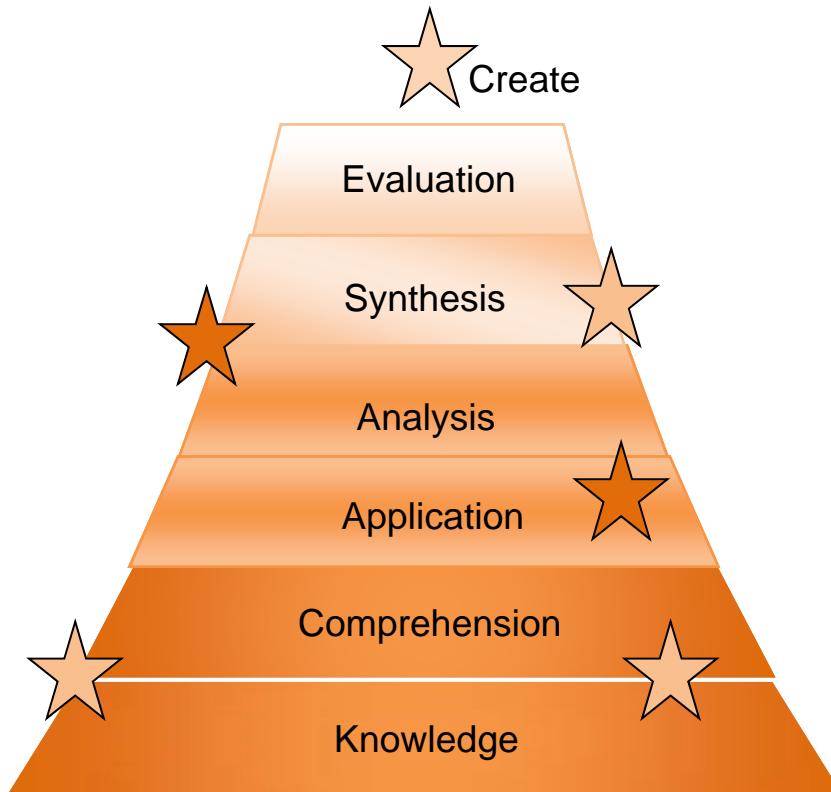 Create
Evaluation
Synthesis
Analysis
Application
Comprehension
Knowledge